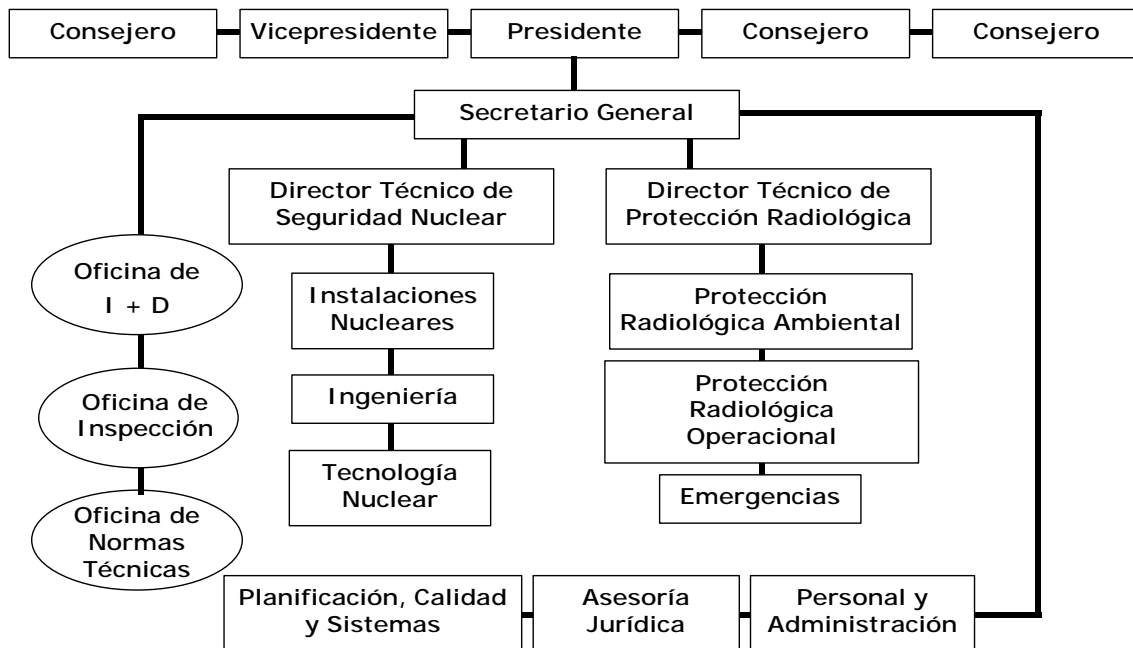 Consejero
Vicepresidente
Presidente
Consejero
Consejero
Secretario General
Director Técnico de
Seguridad Nuclear
Director Técnico de
Protección Radiológica
Oficina de
I + D
Instalaciones
Nucleares
Protección
Radiológica Ambiental
Oficina de
Inspección
Ingeniería
Protección
Radiológica
Operacional
Tecnología
Nuclear
Emergencias
Oficina de
Normas
Técnicas
Planificación, Calidad
y Sistemas
Asesoría
Jurídica
Personal y
Administración